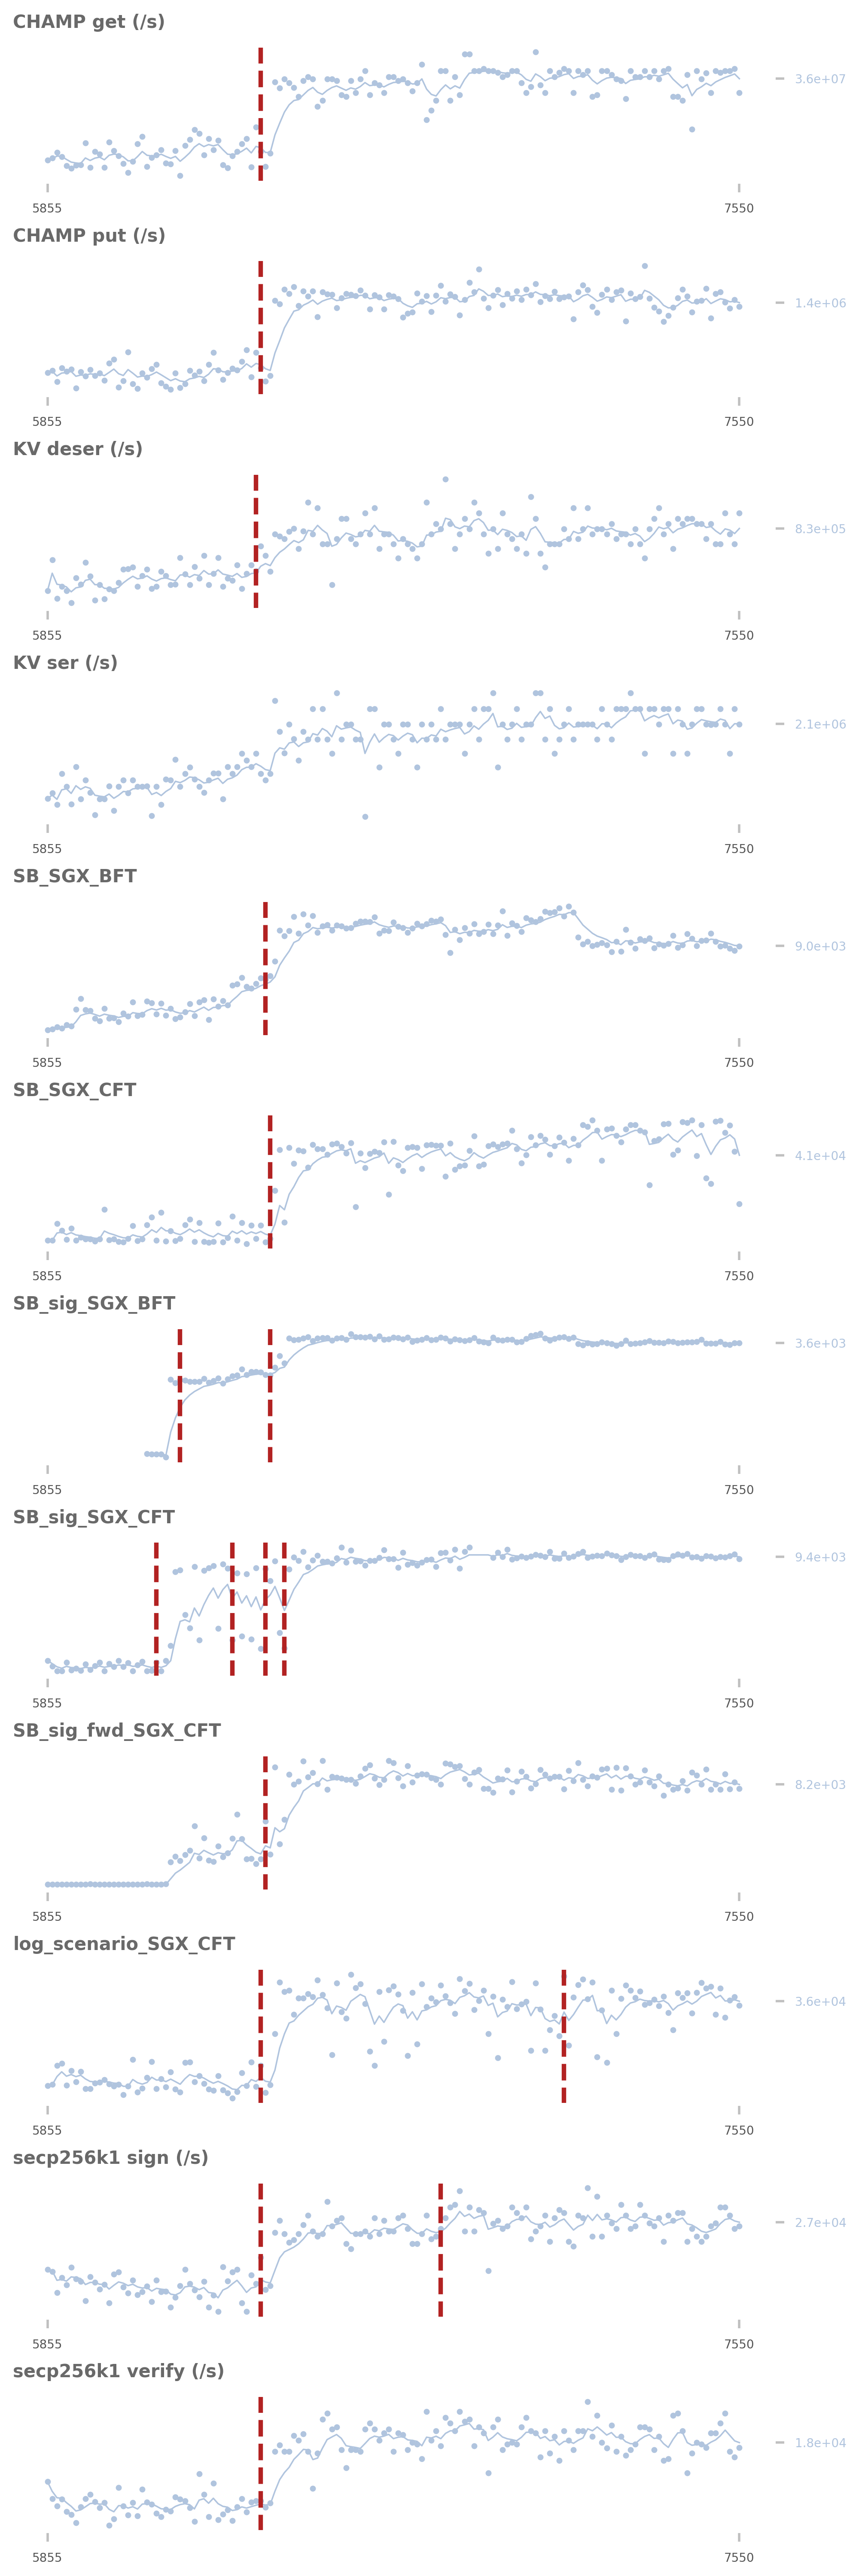 CHAMP get (/s)
3.6e+07
5855 7550
CHAMP put (/s)
1.4e+06
5855 7550
KV deser (/s)
8.3e+05
5855 7550
KV ser (/s)
2.1e+06
5855 7550
SB_SGX_BFT
9.0e+03
5855 7550
SB_SGX_CFT
4.1e+04
5855 7550
SB_sig_SGX_BFT
3.6e+03
5855 7550
SB_sig_SGX_CFT
9.4e+03
5855 7550
SB_sig_fwd_SGX_CFT
8.2e+03
5855 7550
log_scenario_SGX_CFT
3.6e+04
5855 7550
secp256k1 sign (/s)
2.7e+04
5855 7550
secp256k1 verify (/s)
1.8e+04
5855 7550